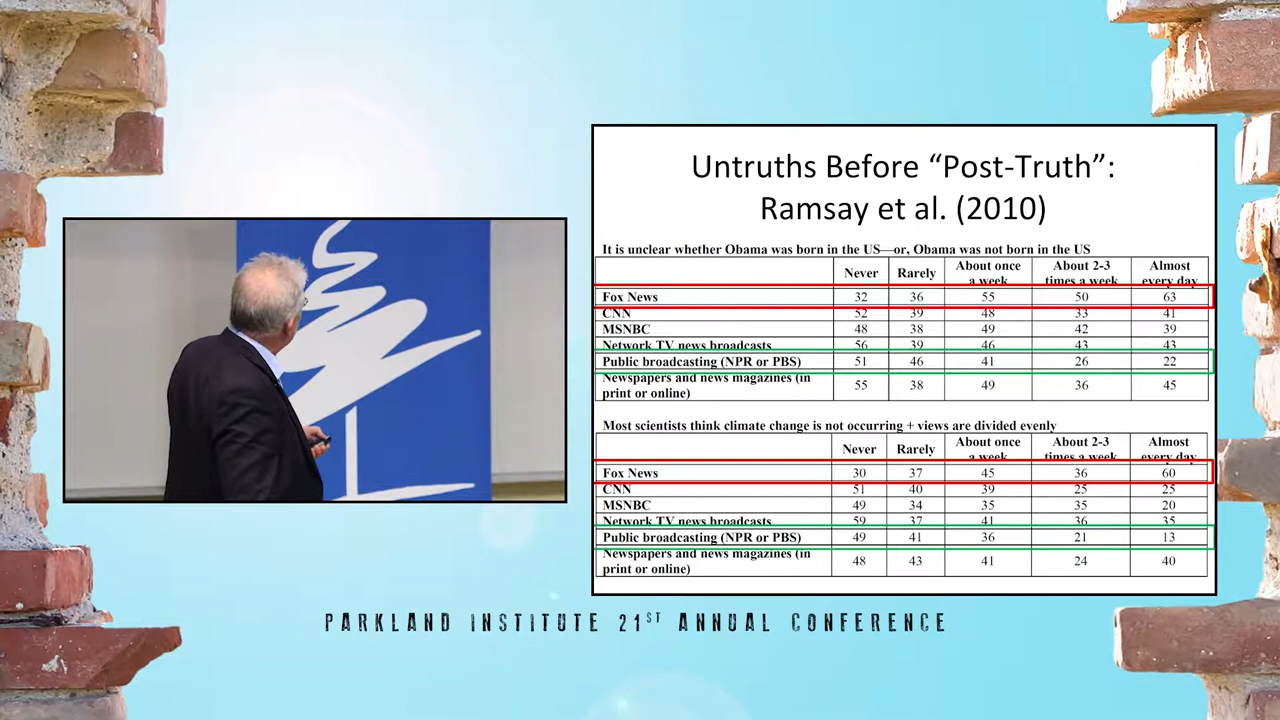 Untruths Before “Post-Truth”:
Ramsay et al. (2010)
It is unclear whether Obama was born in the US—or, Obama was not born in the US
Never Rarely About once a week About 2-3 times a week Almost every day
Fox News 32 36 55 50 63
CNN 52 39 48 33 41
MSNBC 48 38 49 42 39
Network TV news broadcasts 56 39 46 43 43
Public broadcasting (NPR or PBS) 51 46 41 26 22
Newspapers and news magazines (in print or online) 55 38 49 36 45
Most scientists think climate change is not occurring + views are divided evenly
Never Rarely About once a week About 2-3 times a week Almost every day
Fox News 30 37 45 36 60
CNN 51 40 39 25 25
MSNBC 49 34 35 35 20
Network TV news broadcasts 59 37 41 36 35
Public broadcasting (NPR or PBS) 49 41 36 21 13
Newspapers and news magazines (in print or online) 48 43 41 24 40
PARKLAND INSTITUTE 21ST ANNUAL CONFERENCE